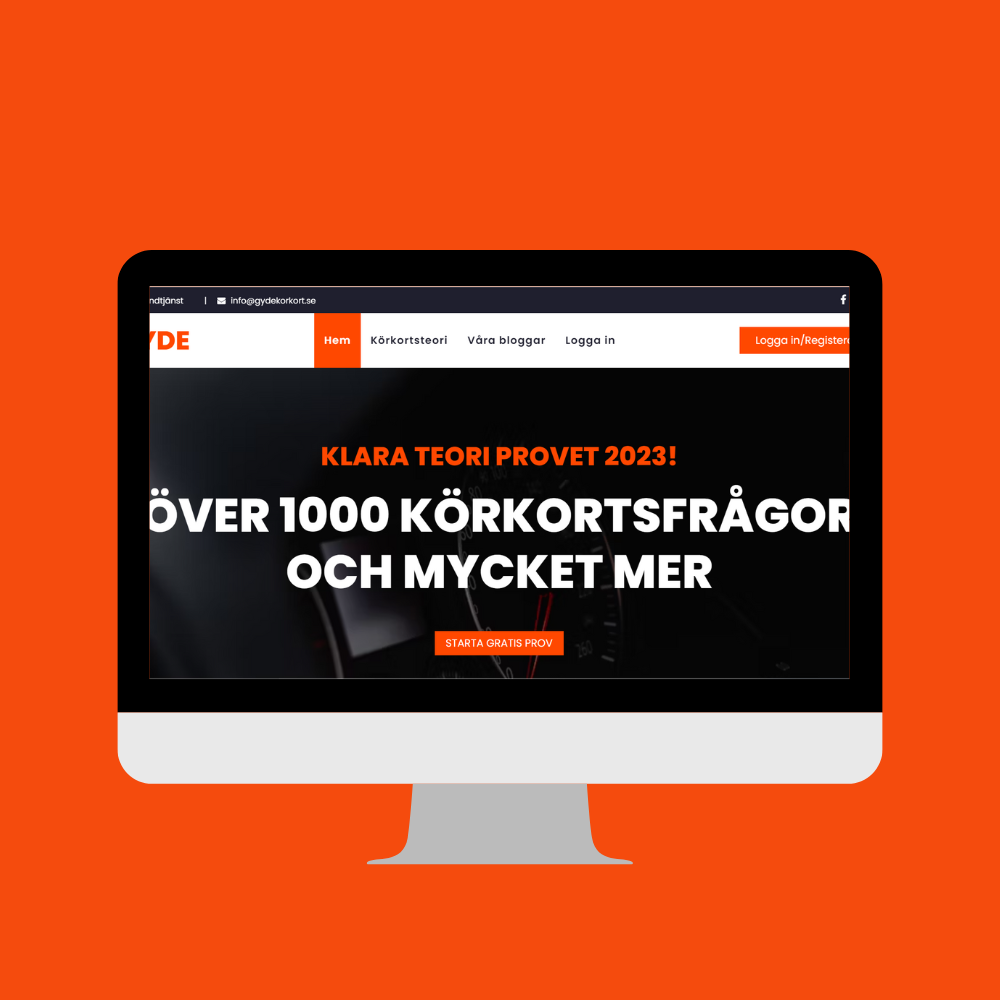 ndtjänst | info@gydekorkort.se
YDE Hem Körkortsteori Våra bloggar Logga in Logga in/Registera
KLARA TEORI PROVET 2023!
ÖVER 1000 KÖRKORTSFRÅGOR
OCH MYCKET MER
STARTA GRATIS PROV
260